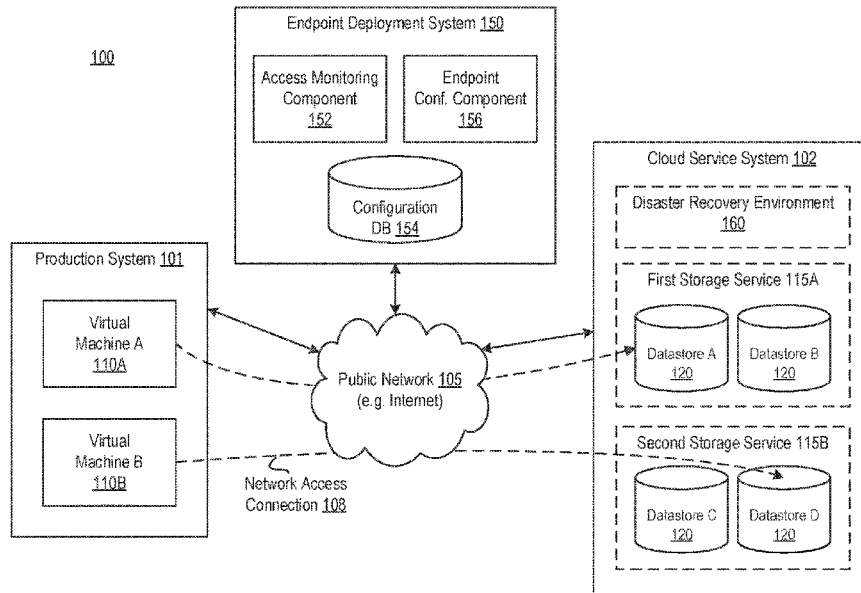 100
Endpoint Deployment System 150
Access Monitoring
Component
152
Endpoint
Conf. Component
156
Configuration
DB 154
Production System 101
Virtual
Machine A
110A
Virtual
Machine B
110B
Public Network 105
(e.g. Internet)
Network Access
Connection 108
Cloud Service System 102
Disaster Recovery Environment
160
First Storage Service 115A
Datastore A
120
Datastore B
120
Second Storage Service 115B
Datastore C
120
Datastore D
120